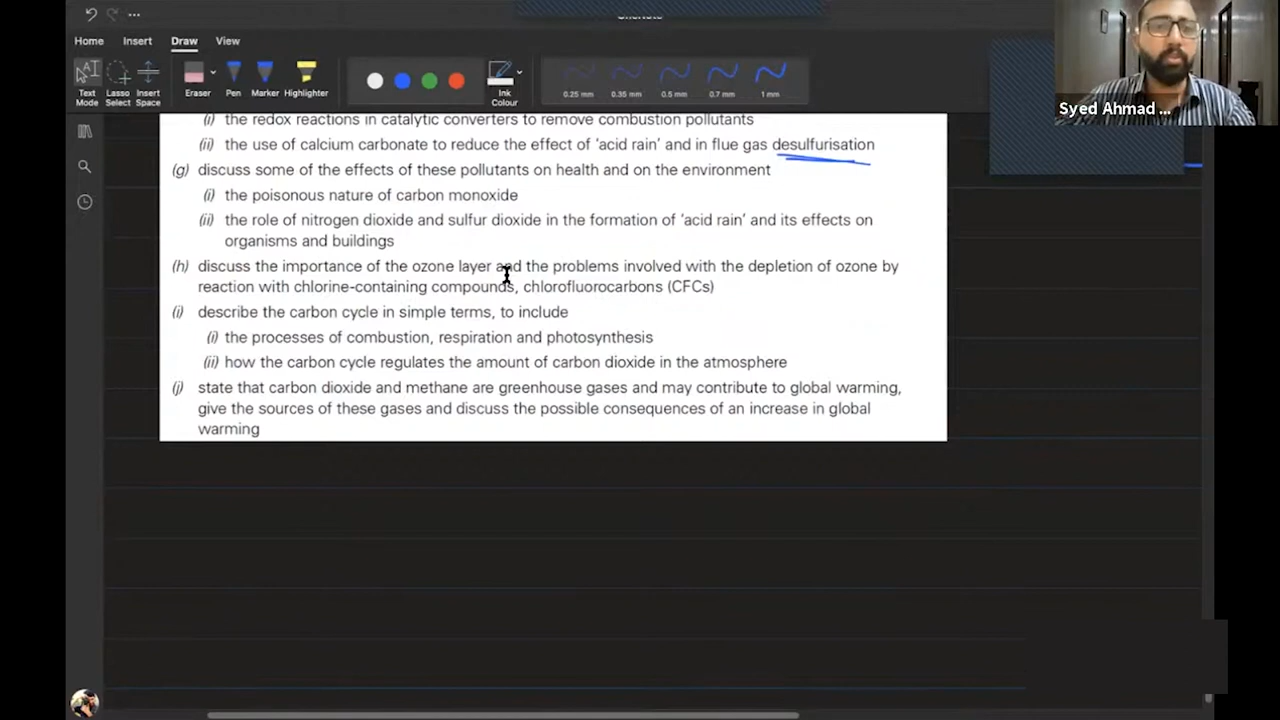 Home Insert Draw View
Text Mode
Lasso Select
Insert Space
Eraser
Pen
Marker
Highlighter
Ink Colour
0.25 mm 0.35 mm 0.5 mm 0.7 mm 1 mm
Syed Ahmad ...
(i) the redox reactions in catalytic converters to remove combustion pollutants
(ii) the use of calcium carbonate to reduce the effect of ‘acid rain’ and in flue gas desulfurisation
(g) discuss some of the effects of these pollutants on health and on the environment
(i) the poisonous nature of carbon monoxide
(ii) the role of nitrogen dioxide and sulfur dioxide in the formation of ‘acid rain’ and its effects on
organisms and buildings
(h) discuss the importance of the ozone layer and the problems involved with the depletion of ozone by
reaction with chlorine-containing compounds, chlorofluorocarbons (CFCs)
(i) describe the carbon cycle in simple terms, to include
(i) the processes of combustion, respiration and photosynthesis
(ii) how the carbon cycle regulates the amount of carbon dioxide in the atmosphere
(j) state that carbon dioxide and methane are greenhouse gases and may contribute to global warming,
give the sources of these gases and discuss the possible consequences of an increase in global
warming